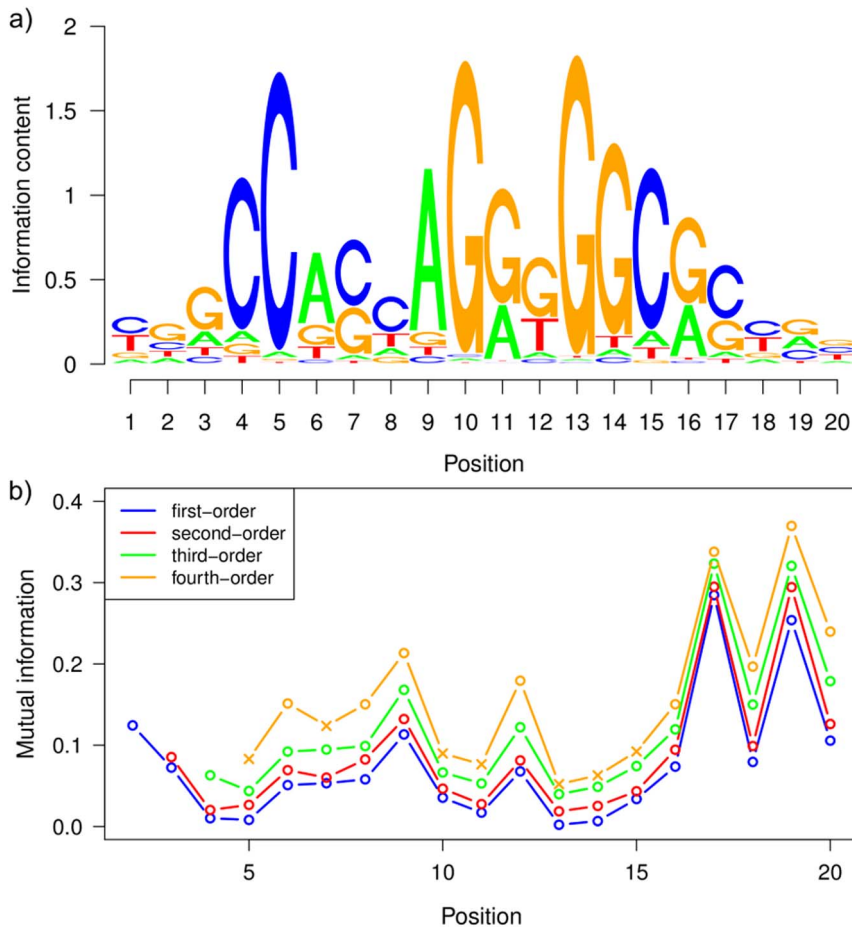 a)
2
1.5
1
0.5
0
Information content
1 2 3 4 5 6 7 8 9 10 11 12 13 14 15 16 17 18 19 20
Position
b)
0.4
0.3
0.2
0.1
0.0
Mutual information
first−order
second−order
third−order
fourth−order
5 10 15 20
Position